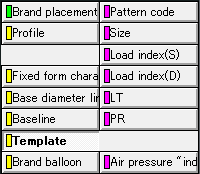 Brand placement
Pattern code
Profile
Size
Load index(S)
Fixed form chara
Load index(D)
Base diameter lin
LT
Baseline
PR
Template
Brand balloon
Air pressure "ind